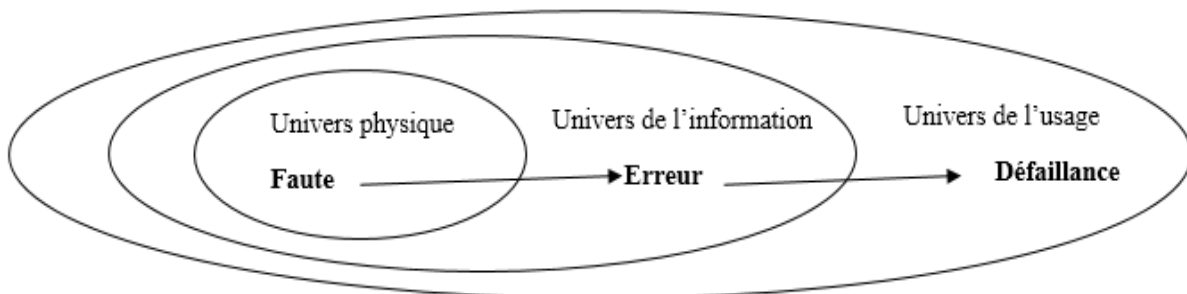 Univers physique
Univers de l’information
Univers de l’usage
Faute
Erreur
Défaillance